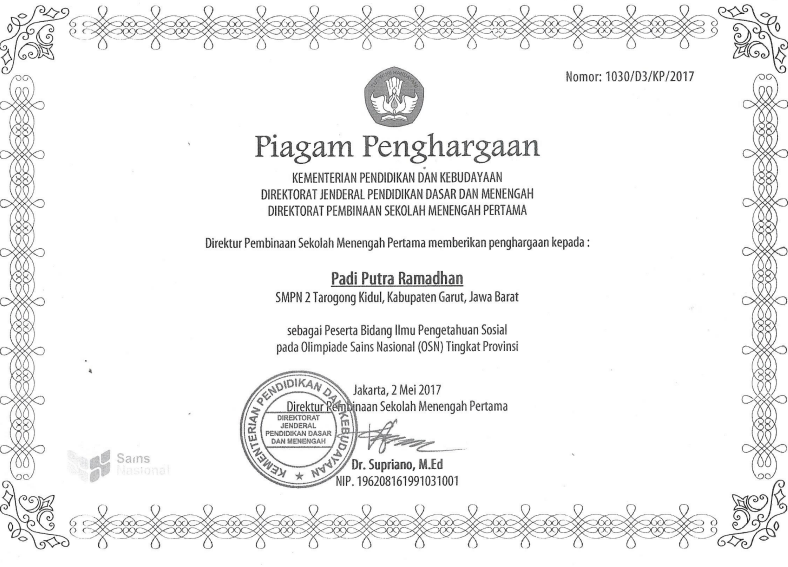 Nomor: 1030/D3/KP/2017
Piagam Penghargaan
KEMENTERIAN PENDIDIKAN DAN KEBUDAYAAN
DIREKTORAT JENDERAL PENDIDIKAN DASAR DAN MENENGAH
DIREKTORAT PEMBINAAN SEKOLAH MENENGAH PERTAMA
Direktur Pembinaan Sekolah Menengah Pertama memberikan penghargaan kepada :
Padi Putra Ramadhan
SMPN 2 Tarogong Kidul, Kabupaten Garut, Jawa Barat
sebagai Peserta Bidang Ilmu Pengetahuan Sosial
pada Olimpiade Sains Nasional (OSN) Tingkat Provinsi
Jakarta, 2 Mei 2017
Direktur Pembinaan Sekolah Menengah Pertama
KEMENTERIAN PENDIDIKAN DAN KEBUDAYAAN
DIREKTORAT
JENDERAL
PENDIDIKAN DASAR
DAN MENENGAH
Dr. Supriano, M.Ed
NIP. 196208161991031001
Sains
Nasional